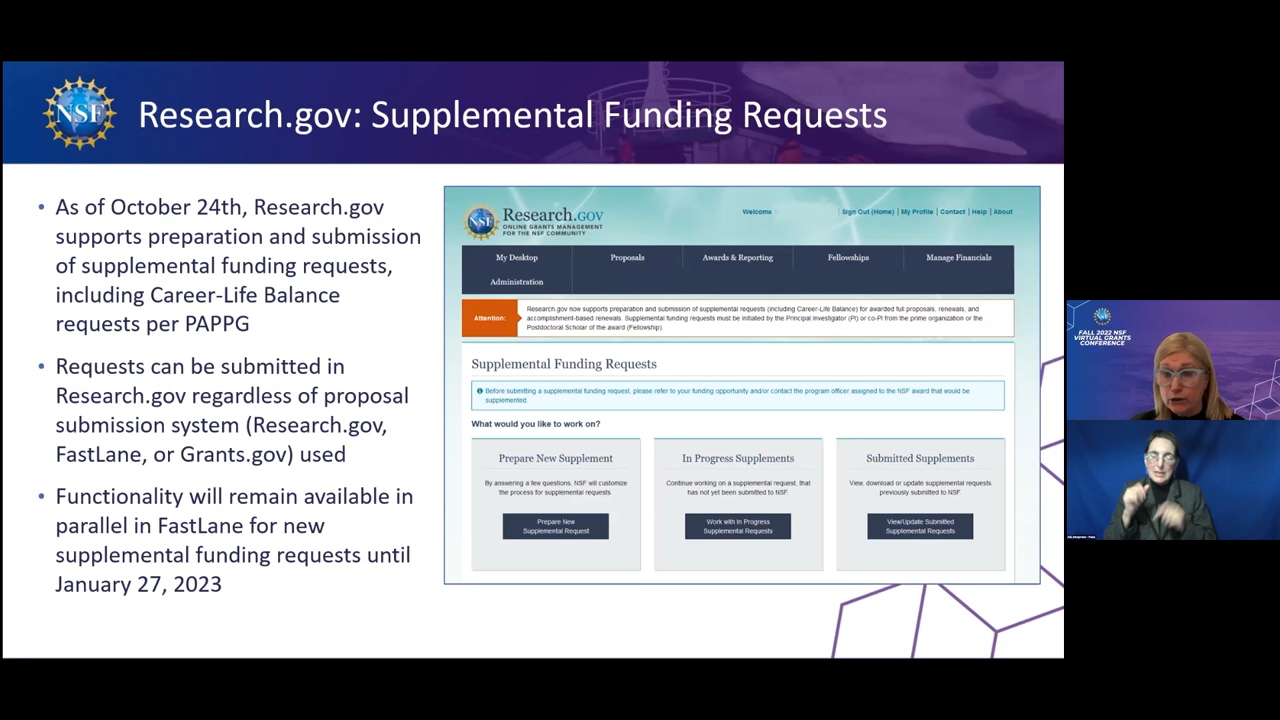 NSF
Research.gov: Supplemental Funding Requests
• As of October 24th, Research.gov
supports preparation and submission
of supplemental funding requests,
including Career-Life Balance
requests per PAPPG
• Requests can be submitted in
Research.gov regardless of proposal
submission system (Research.gov,
FastLane, or Grants.gov) used
• Functionality will remain available in
parallel in FastLane for new
supplemental funding requests until
January 27, 2023
NSF
Research.GOV
ONLINE GRANTS MANAGEMENT
FOR THE NSF COMMUNITY
Welcome
Sign Out (Home) | My Profile | Contact | Help | About
My Desktop
Proposals
Awards & Reporting
Fellowships
Manage Financials
Administration
Attention:
Research.gov now supports preparation and submission of supplemental requests (including Career-Life Balance) for awarded full proposals, renewals, and
accomplishment-based renewals. Supplemental funding requests must be initiated by the Principal Investigator (PI) or co-PI from the prime organization or the
Postdoctoral Scholar of the award (Fellowship).
Supplemental Funding Requests
Before submitting a supplemental funding request, please refer to your funding opportunity and/or contact the program officer assigned to the NSF award that would be
supplemented.
What would you like to work on?
Prepare New Supplement
By answering a few questions, NSF will customize
the process for supplemental requests.
Prepare New
Supplemental Request
In Progress Supplements
Continue working on a supplemental request, that
has not yet been submitted to NSF.
Work with In Progress
Supplemental Requests
Submitted Supplements
View, download or update supplemental requests
previously submitted to NSF
View/Update Submitted
Supplemental Requests
FALL 2022 NSF
VIRTUAL GRANTS
CONFERENCE